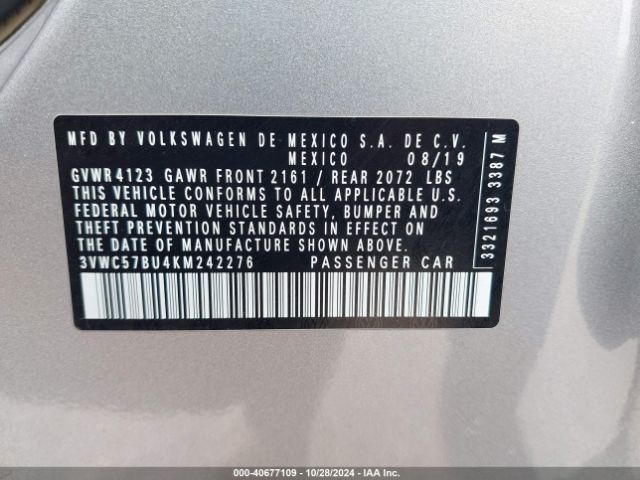 MFD BY VOLKSWAGEN DE MEXICO S.A. DE C.V.
MEXICO 08/19
GVWR4123 GAWR FRONT 2161 / REAR 2072 LBS
THIS VEHICLE CONFORMS TO ALL APPLICABLE U.S.
FEDERAL MOTOR VEHICLE SAFETY, BUMPER AND
THEFT PREVENTION STANDARDS IN EFFECT ON
THE DATE OF MANUFACTURE SHOWN ABOVE
3VWC57BU4KM242276 PASSENGER CAR
3321693 3387 M
000-40677109 | 10/28/2024 - IAA Inc.